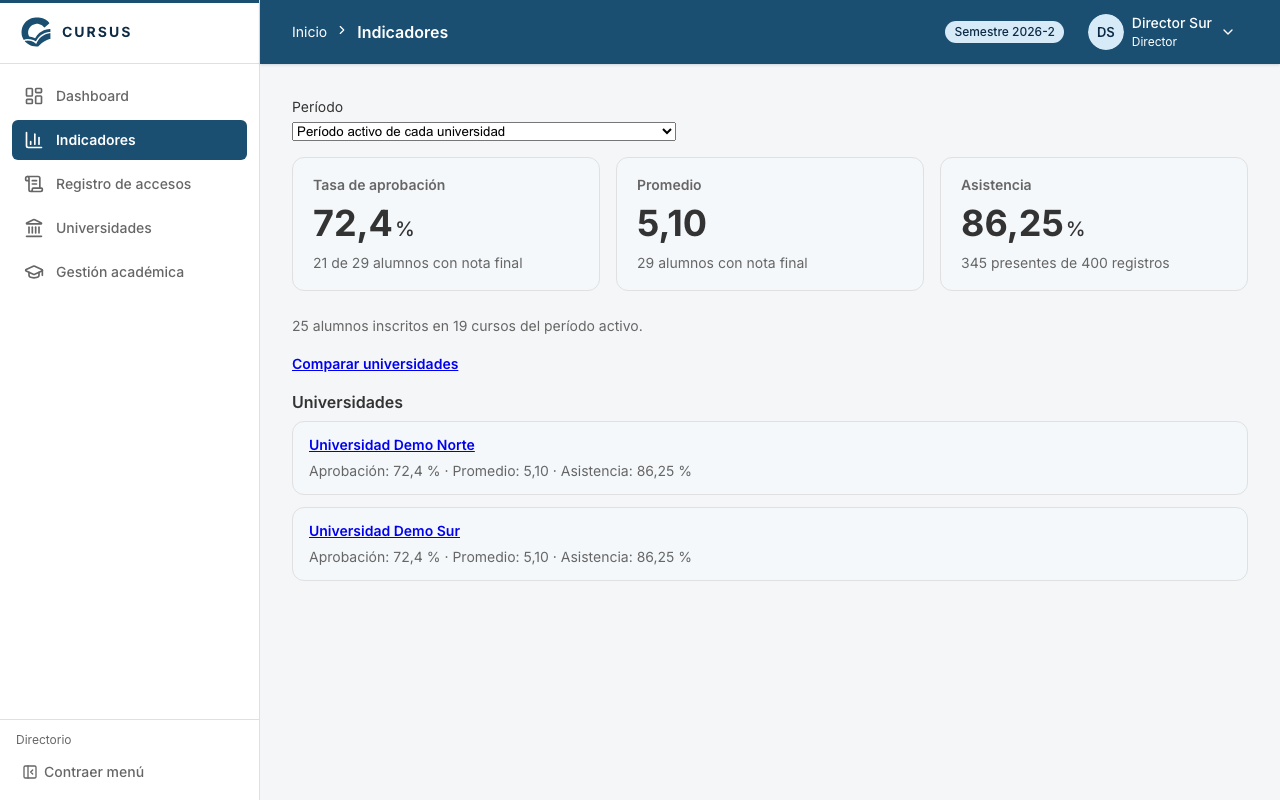 CURSUS
Inicio > Indicadores
Semestre 2026-2
DS
Director Sur
Director
Dashboard
Indicadores
Registro de accesos
Universidades
Gestión académica
Período
Período activo de cada universidad
Tasa de aprobación
72,4 %
21 de 29 alumnos con nota final
Promedio
5,10
29 alumnos con nota final
Asistencia
86,25 %
345 presentes de 400 registros
25 alumnos inscritos en 19 cursos del período activo.
Comparar universidades
Universidades
Universidad Demo Norte
Aprobación: 72,4 % · Promedio: 5,10 · Asistencia: 86,25 %
Universidad Demo Sur
Aprobación: 72,4 % · Promedio: 5,10 · Asistencia: 86,25 %
Directorio
Contraer menú